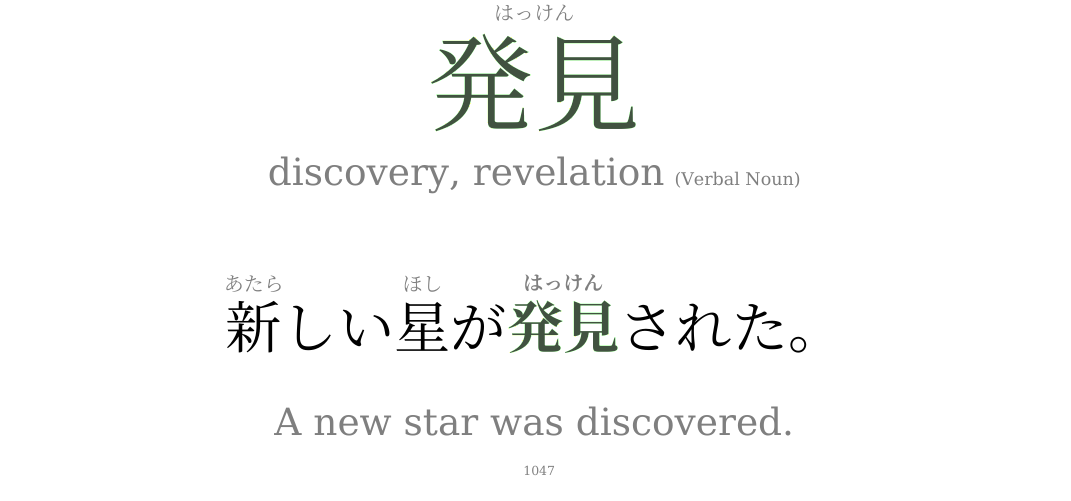 はっけん
発見
discovery, revelation (Verbal Noun)
あたら ほし はっけん
新しい星が発見された。
A new star was discovered.
1047